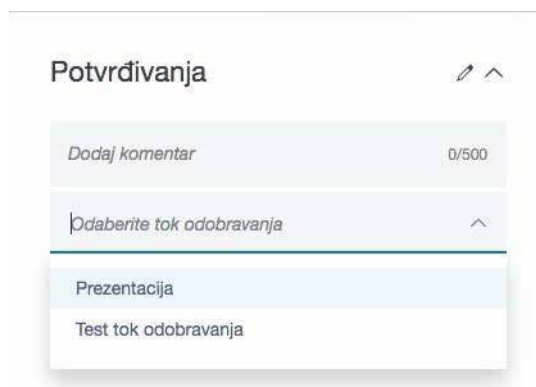 Potvrđivanja
Dodaj komentar 0/500
Odaberite tok odobravanja
Prezentacija
Test tok odobravanja